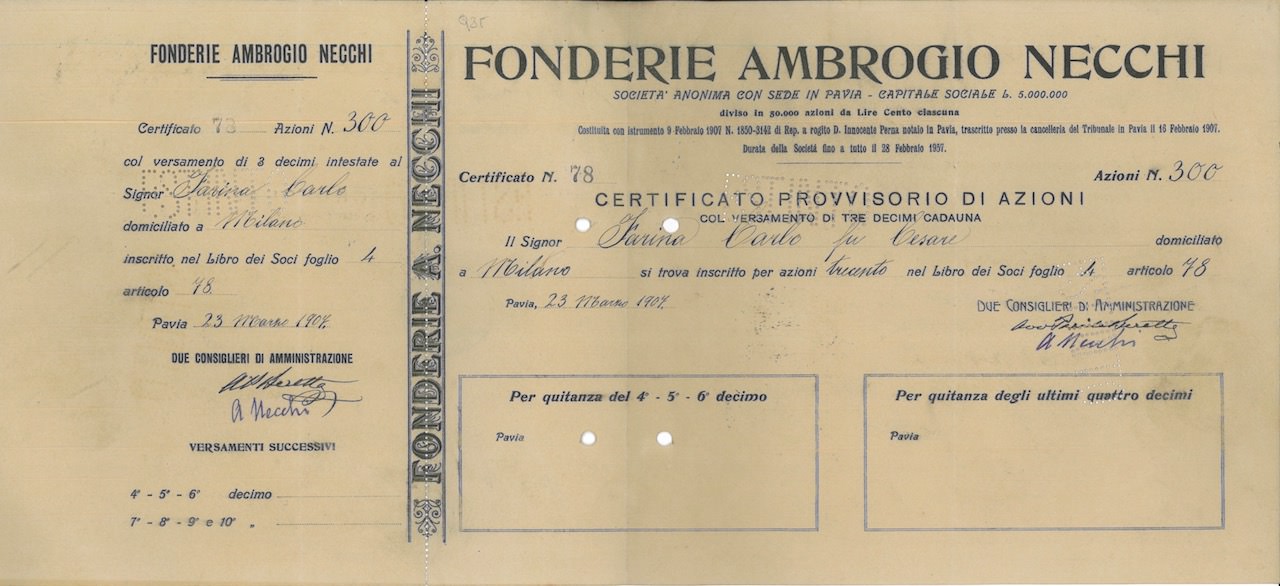 FONDERIE AMBROGIO NECCHI
Certificato 78 Azioni N. 300
col versamento di 3 decimi intestate al
Signor Farina Carlo
domiciliato a Milano
inscritto nel Libro dei Soci foglio 4
articolo 78
Pavia 23 Marzo 1907.
DUE CONSIGLIERI DI AMMINISTRAZIONE
A Necchi
VERSAMENTI SUCCESSIVI
4° - 5° - 6° decimo
7° - 8° - 9° e 10° „
FONDERIE A. NECCHI
935
FONDERIE AMBROGIO NECCHI
SOCIETA' ANONIMA CON SEDE IN PAVIA - CAPITALE SOCIALE L. 5.000.000
diviso in 50.000 azioni da Lire Cento ciascuna
Costituita con istrumento 9 Febbraio 1907 N. 1850-3142 di Rep. a rogito D. Innocente Perna notaio in Pavia, trascritto presso la cancelleria del Tribunale in Pavia il 16 Febbraio 1907.
Durata della Società fino a tutto il 28 Febbraio 1957.
Certificato N. 78 Azioni N. 300
CERTIFICATO PROVVISORIO DI AZIONI
COL VERSAMENTO DI TRE DECIMI CADAUNA
Il Signor Farina Carlo fu Cesare domiciliato
a Milano si trova inscritto per azioni trecento nel Libro dei Soci foglio 4 articolo 78
Pavia, 23 Marzo 1907.
DUE CONSIGLIERI DI AMMINISTRAZIONE
A Necchi
Per quitanza del 4° - 5° - 6° decimo
Pavia
Per quitanza degli ultimi quattro decimi
Pavia